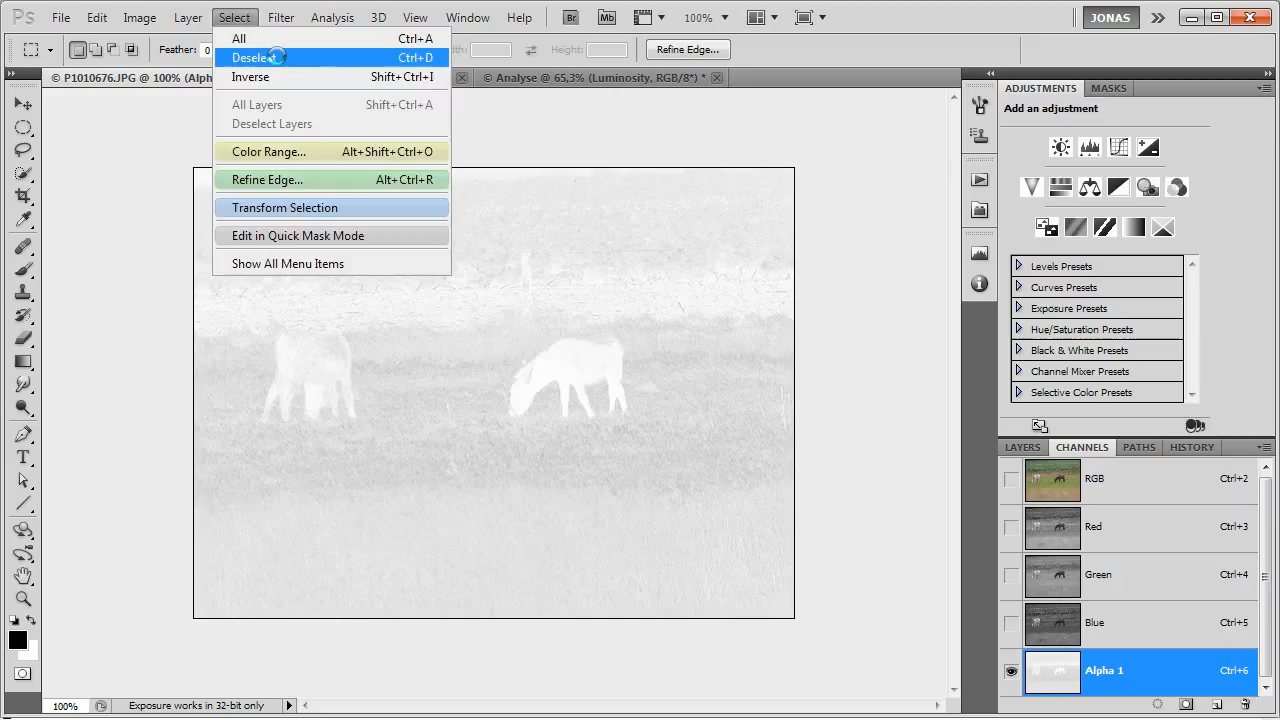 Ps File Edit Image Layer Select Filter Analysis 3D View Window Help Br Mb 100% JONAS
Feather: 0 Height: Refine Edge...
© P1010676.JPG @ 100% © Analyse @ 65,3% (Luminosity, RGB/8*) *
All Ctrl+A
Deselect Ctrl+D
Inverse Shift+Ctrl+I
All Layers Shift+Ctrl+A
Deselect Layers
Color Range... Alt+Shift+Ctrl+O
Refine Edge... Alt+Ctrl+R
Transform Selection
Edit in Quick Mask Mode
Show All Menu Items
ADJUSTMENTS MASKS
Add an adjustment
Levels Presets
Curves Presets
Exposure Presets
Hue/Saturation Presets
Black & White Presets
Channel Mixer Presets
Selective Color Presets
LAYERS CHANNELS PATHS HISTORY
RGB Ctrl+2
Red Ctrl+3
Green Ctrl+4
Blue Ctrl+5
Alpha 1 Ctrl+6
100% Exposure works in 32-bit only